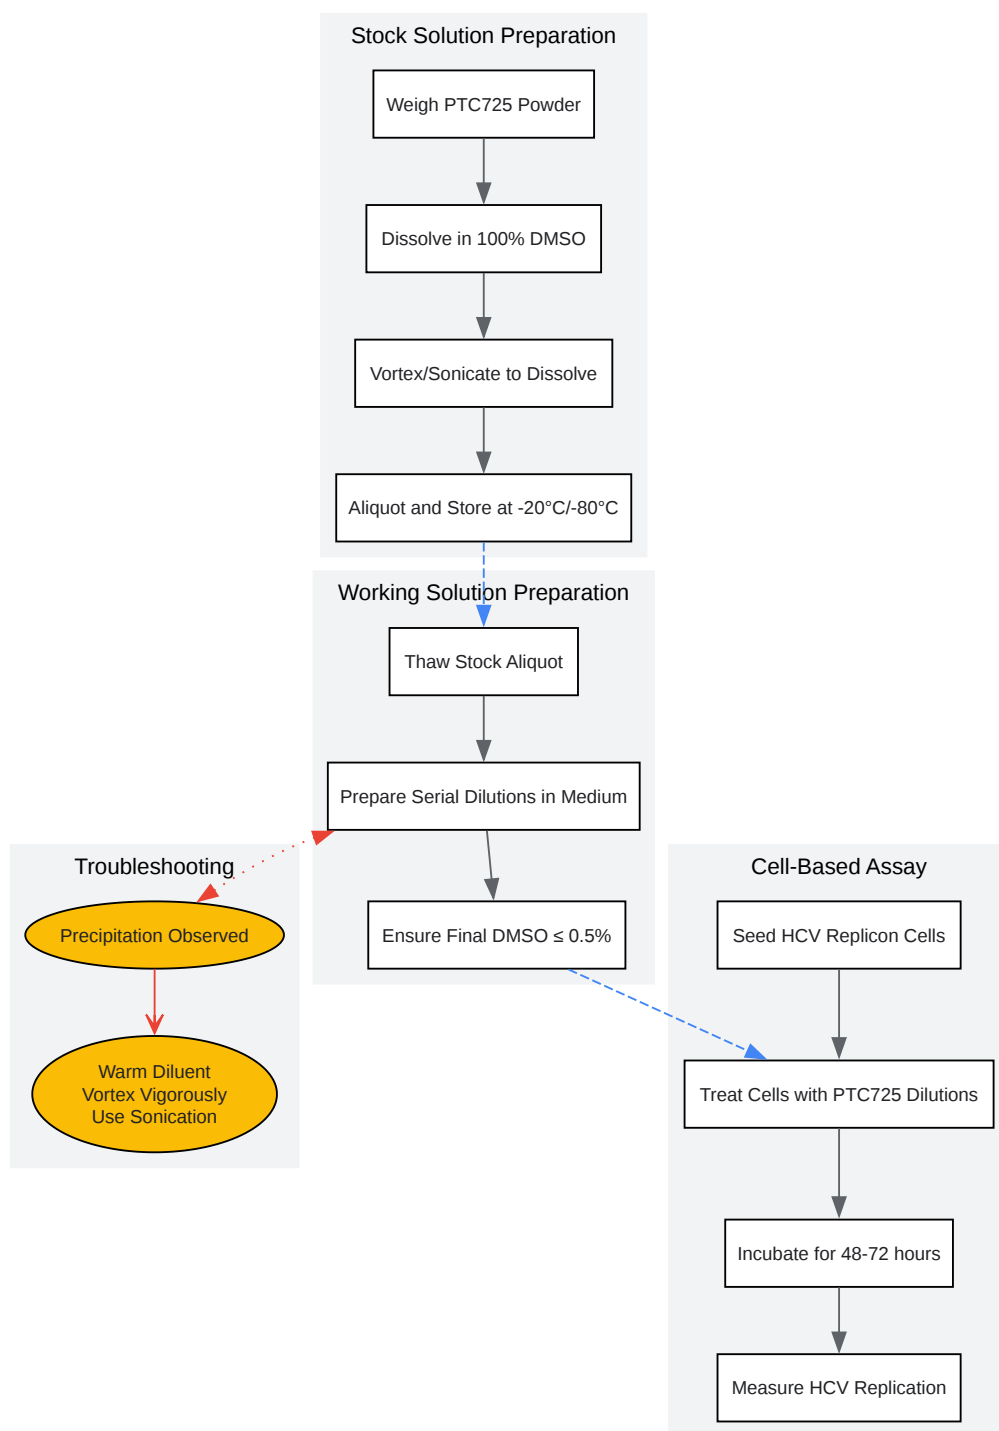 Stock Solution Preparation
Weigh PTC725 Powder
Dissolve in 100% DMSO
Vortex/Sonicate to Dissolve
Aliquot and Store at -20°C/-80°C
Working Solution Preparation
Thaw Stock Aliquot
Prepare Serial Dilutions in Medium
Ensure Final DMSO ≤ 0.5%
Troubleshooting
Precipitation Observed
Warm Diluent
Vortex Vigorously
Use Sonication
Cell-Based Assay
Seed HCV Replicon Cells
Treat Cells with PTC725 Dilutions
Incubate for 48-72 hours
Measure HCV Replication